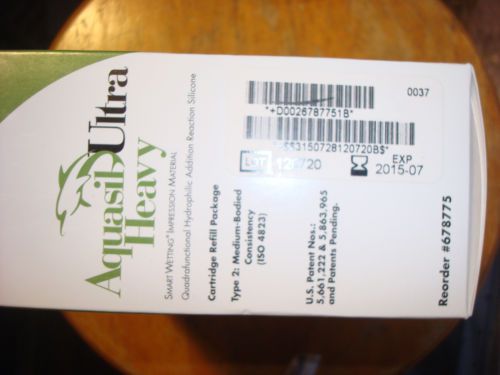 Aquasil Ultra
Heavy
SMART WETTING® IMPRESSION MATERIAL
Quadrafunctional Hydrophilic Addition Reaction Silicone
Cartridge Refill Package
Type 2: Medium-Bodied
Consistency
(ISO 4823)
U.S. Patent Nos.:
5,661,222 & 5,863,965
and Patents Pending.
Reorder #678775
0037
*+D0026787751B*
LOT 120720
EXP
2015-07